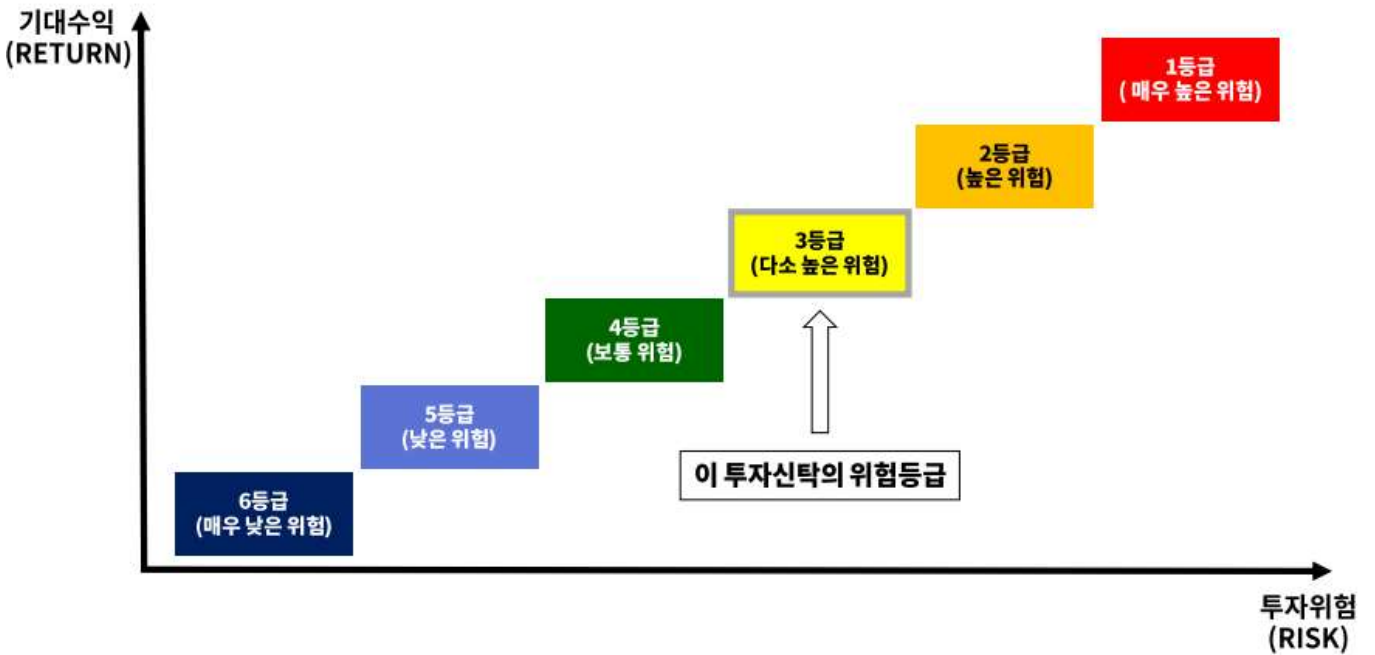 기대수익
(RETURN)
1등급
( 매우 높은 위험)
2등급
(높은 위험)
3등급
(다소 높은 위험)
4등급
(보통 위험)
5등급
(낮은 위험)
이 투자신탁의 위험등급
6등급
(매우 낮은 위험)
투자위험
(RISK)